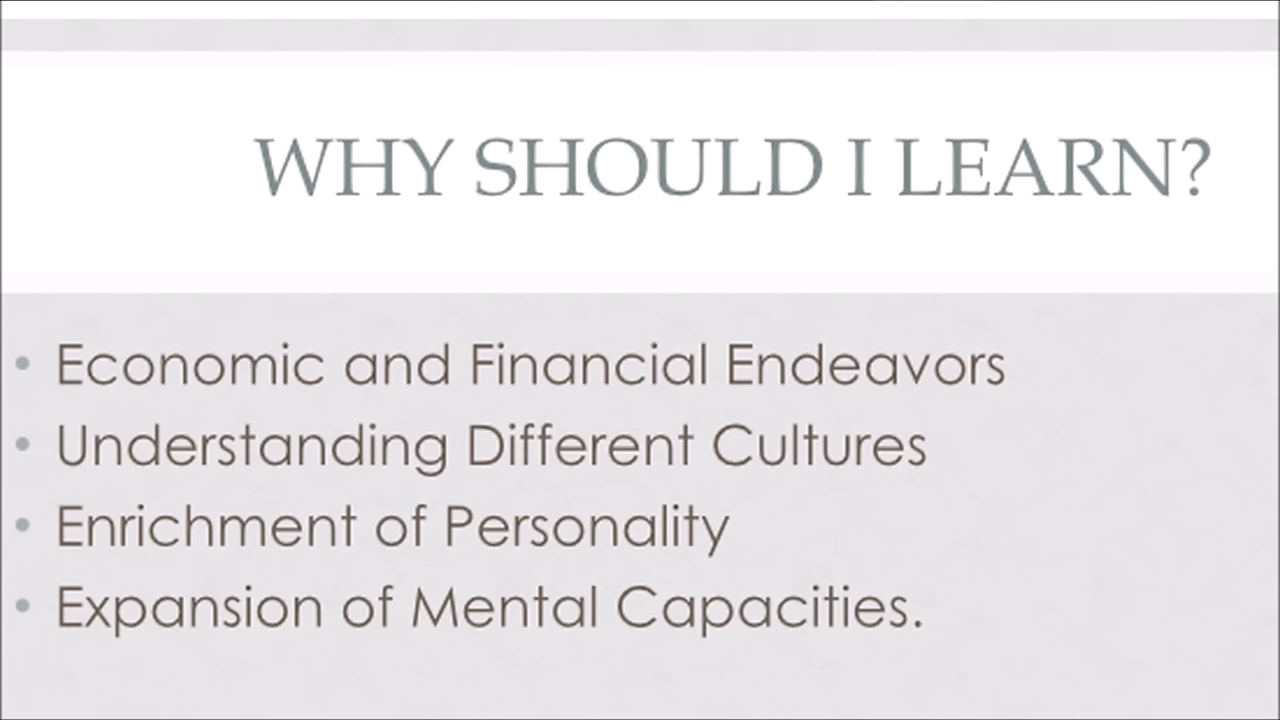 WHY SHOULD I LEARN?
• Economic and Financial Endeavors
• Understanding Different Cultures
• Enrichment of Personality
• Expansion of Mental Capacities.